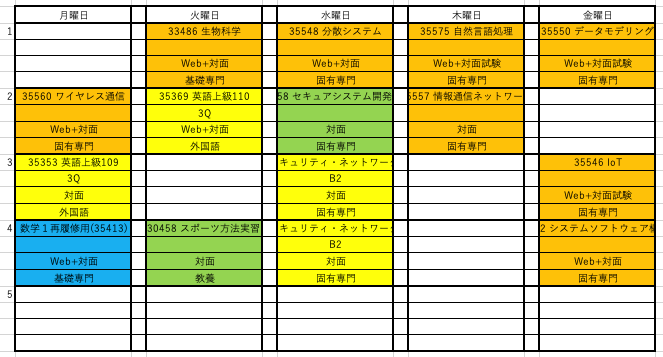 月曜日 火曜日 水曜日 木曜日 金曜日
1 33486 生物科学 35548 分散システム 35575 自然言語処理 35550 データモデリング
Web+対面 Web+対面 Web+対面試験 Web+対面試験
基礎専門 固有専門 固有専門 固有専門
2 35560 ワイヤレス通信 35369 英語上級110 58 セキュアシステム開発 5557 情報通信ネットワー
3Q
Web+対面 Web+対面 対面 対面
固有専門 外国語 固有専門 固有専門
3 35353 英語上級109 キュリティ・ネットワー 35546 IoT
3Q B2
対面 対面 Web+対面試験
外国語 固有専門 固有専門
4 数学１再履修用(35413) 30458 スポーツ方法実習 キュリティ・ネットワー 2 システムソフトウェア
B2
Web+対面 対面 対面 Web+対面
基礎専門 教養 固有専門 固有専門
5